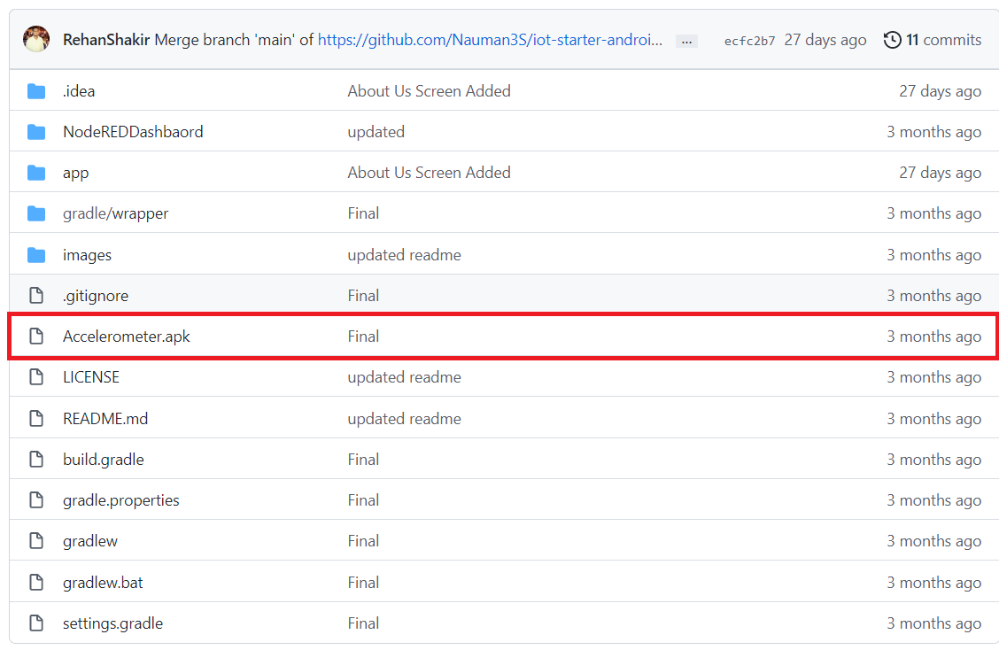 RehanShakir Merge branch 'main' of https://github.com/Nauman3S/iot-starter-androi... ... ecfc2b7 27 days ago 11 commits
.idea About Us Screen Added 27 days ago
NodeREDDashbaord updated 3 months ago
app About Us Screen Added 27 days ago
gradle/wrapper Final 3 months ago
images updated readme 3 months ago
.gitignore Final 3 months ago
Accelerometer.apk Final 3 months ago
LICENSE updated readme 3 months ago
README.md updated readme 3 months ago
build.gradle Final 3 months ago
gradle.properties Final 3 months ago
gradlew Final 3 months ago
gradlew.bat Final 3 months ago
settings.gradle Final 3 months ago